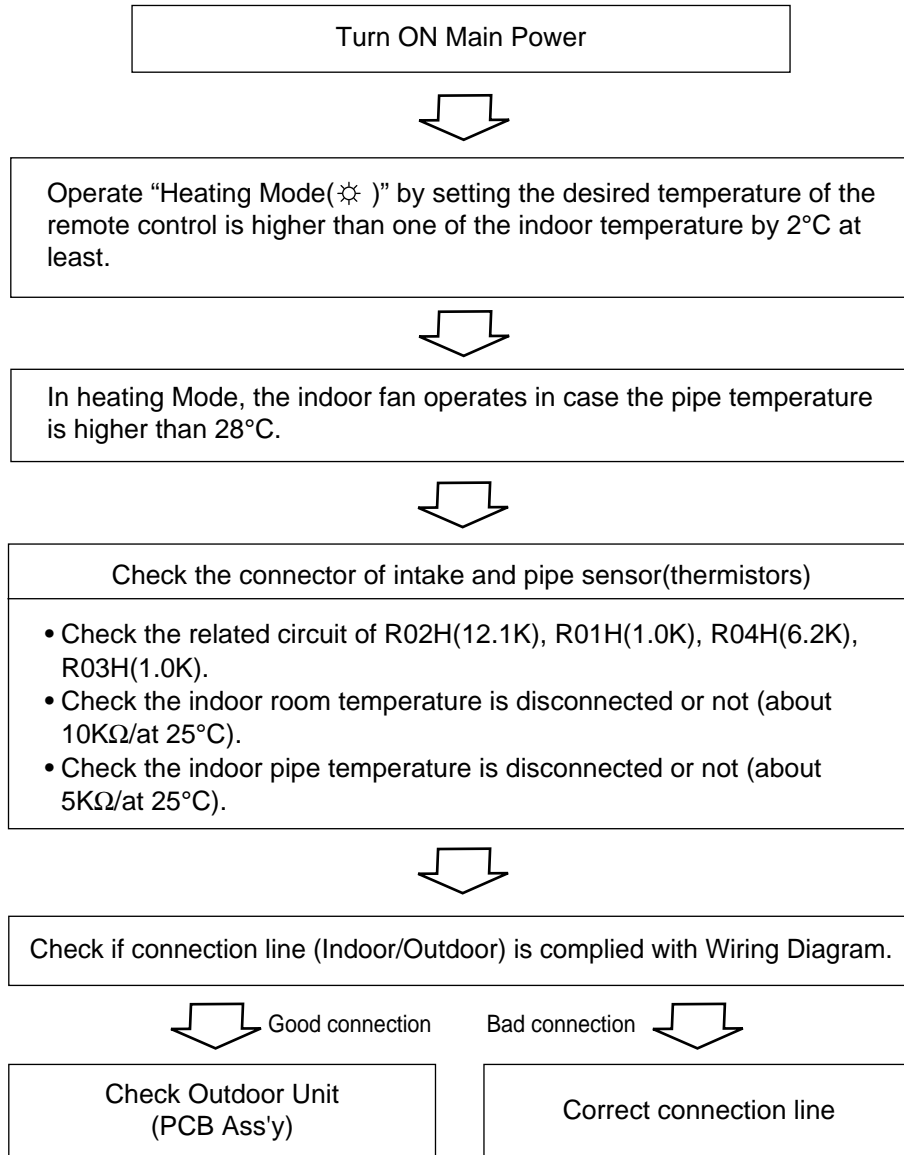 Turn ON Main Power
Operate “Heating Mode(☼ )” by setting the desired temperature of the
remote control is higher than one of the indoor temperature by 2°C at
least.
In heating Mode, the indoor fan operates in case the pipe temperature
is higher than 28°C.
Check the connector of intake and pipe sensor(thermistors)
• Check the related circuit of R02H(12.1K), R01H(1.0K), R04H(6.2K),
R03H(1.0K).
• Check the indoor room temperature is disconnected or not (about
10KΩ/at 25°C).
• Check the indoor pipe temperature is disconnected or not (about
5KΩ/at 25°C).
Check if connection line (Indoor/Outdoor) is complied with Wiring Diagram.
Good connection
Bad connection
Check Outdoor Unit
(PCB Ass'y)
Correct connection line